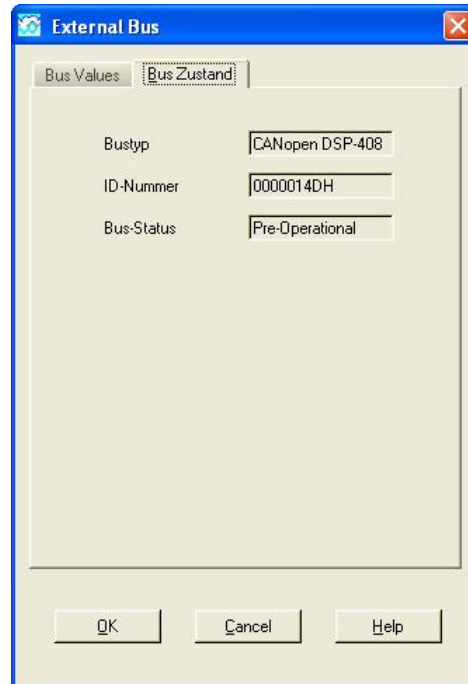 External Bus
Bus Values Bus Zustand
Bustyp CANopen DSP-408
ID-Nummer 0000014DH
Bus-Status Pre-Operational
OK Cancel Help